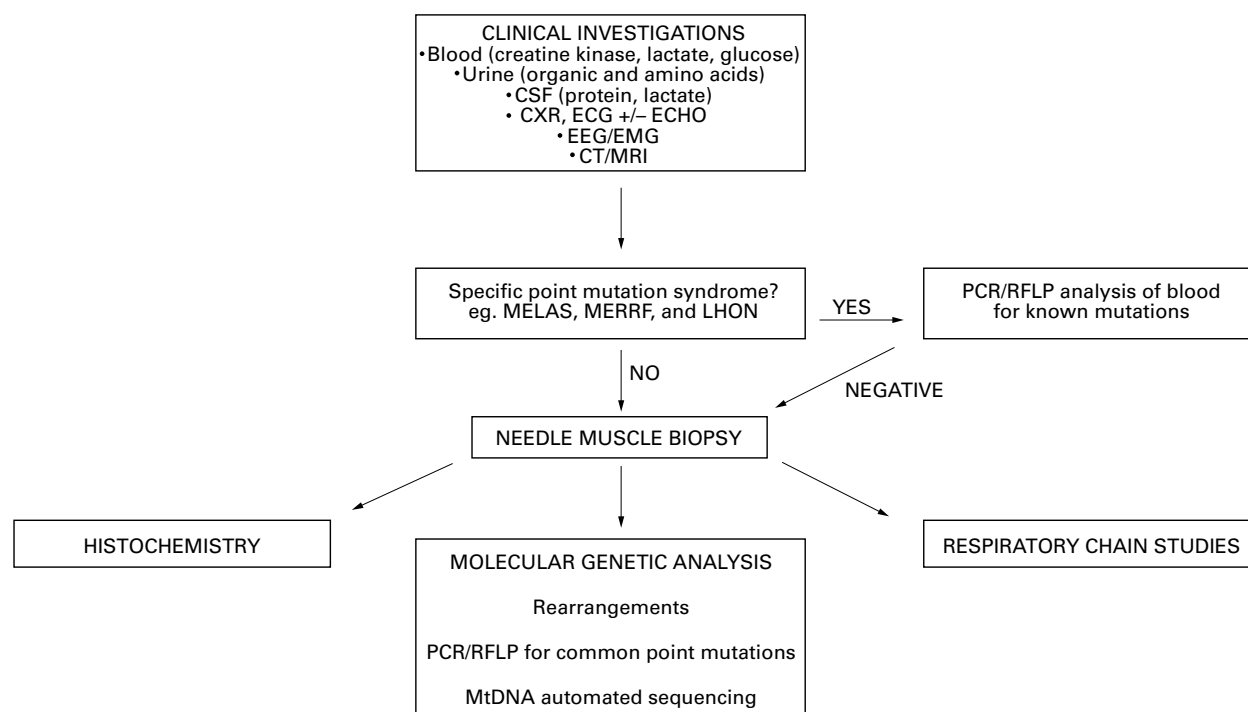 CLINICAL INVESTIGATIONS
•Blood (creatine kinase, lactate, glucose)
•Urine (organic and amino acids)
•CSF (protein, lactate)
• CXR, ECG +/– ECHO
•EEG/EMG
•CT/MRI
Specific point mutation syndrome?
eg. MELAS, MERRF, and LHON
YES
PCR/RFLP analysis of blood
for known mutations
NO
NEGATIVE
NEEDLE MUSCLE BIOPSY
HISTOCHEMISTRY
MOLECULAR GENETIC ANALYSIS
Rearrangements
PCR/RFLP for common point mutations
MtDNA automated sequencing
RESPIRATORY CHAIN STUDIES